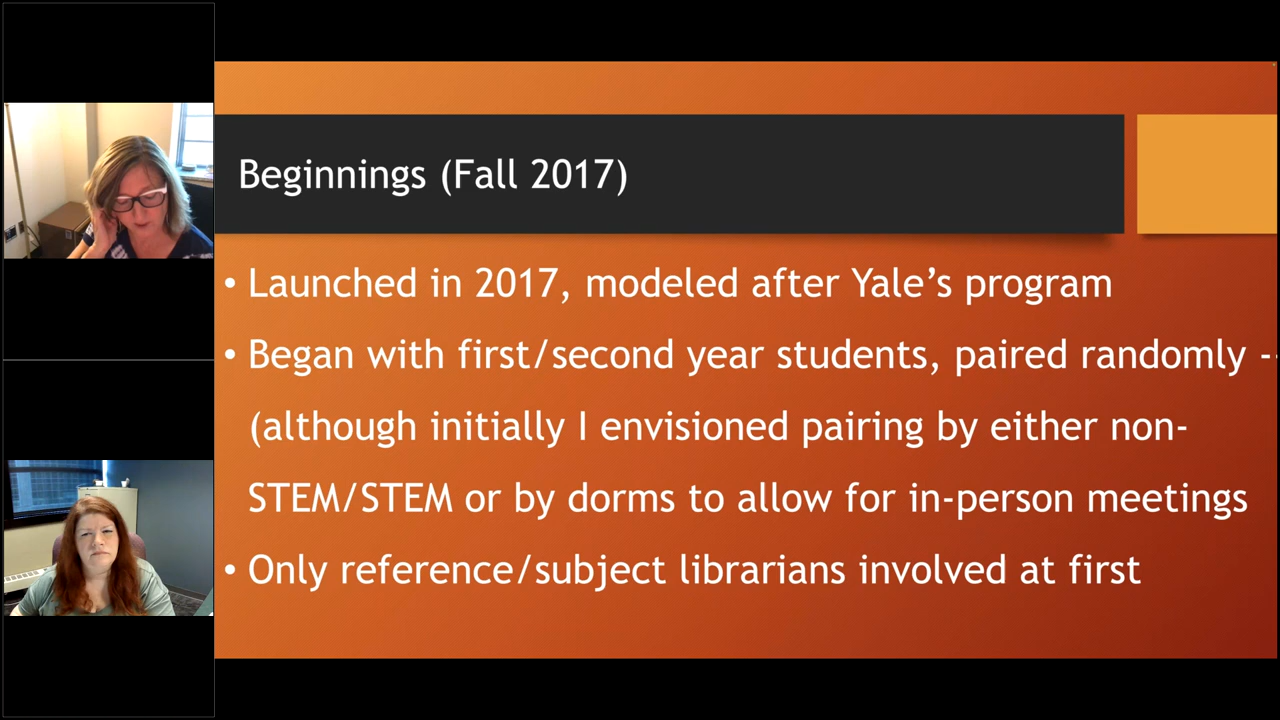 Beginnings (Fall 2017)
• Launched in 2017, modeled after Yale’s program
• Began with first/second year students, paired randomly --
(although initially I envisioned pairing by either non-
STEM/STEM or by dorms to allow for in-person meetings
• Only reference/subject librarians involved at first